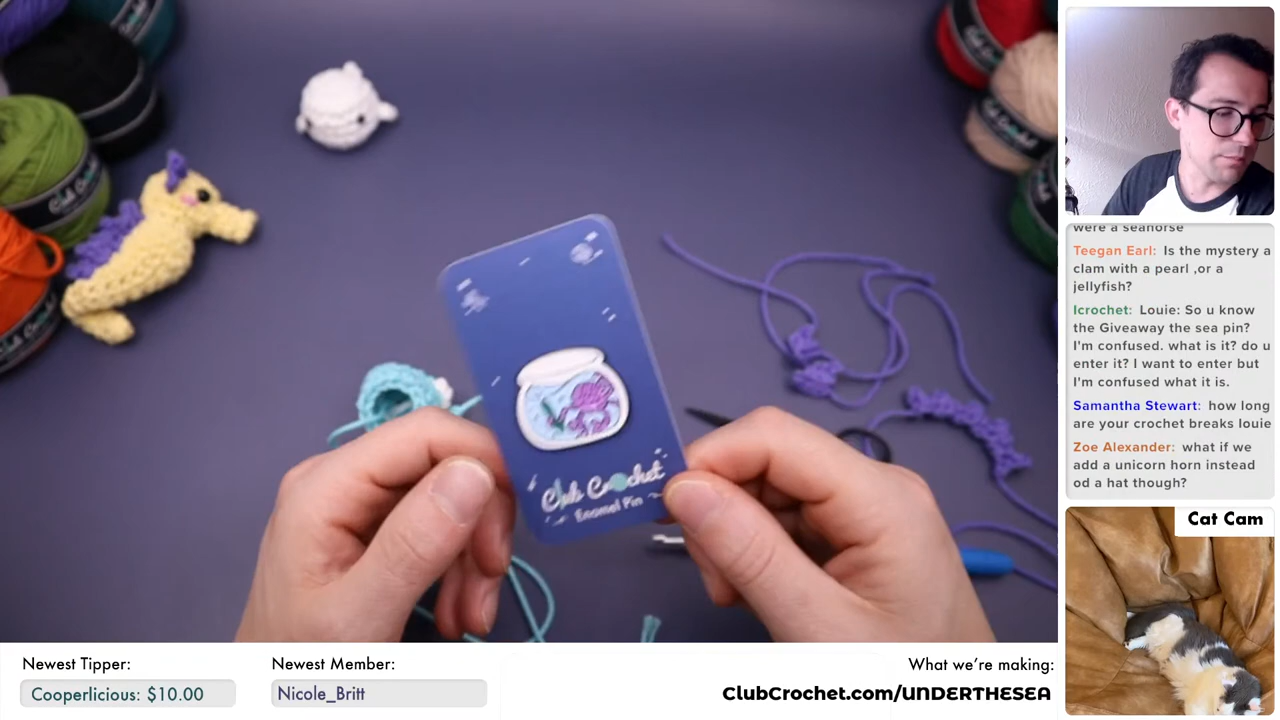 Club Crochet
Club Crochet
Club Crochet
Enamel Pin
were a seahorse
Teegan Earl: Is the mystery a
clam with a pearl ,or a
jellyfish?
Icrochet: Louie: So u know
the Giveaway the sea pin?
I'm confused. what is it? do u
enter it? I want to enter but
I'm confused what it is.
Samantha Stewart: how long
are your crochet breaks louie
Zoe Alexander: what if we
add a unicorn horn instead
od a hat though?
Cat Cam
Newest Tipper:
Cooperlicious: $10.00
Newest Member:
Nicole_Britt
What we're making:
ClubCrochet.com/UNDERTHESEA